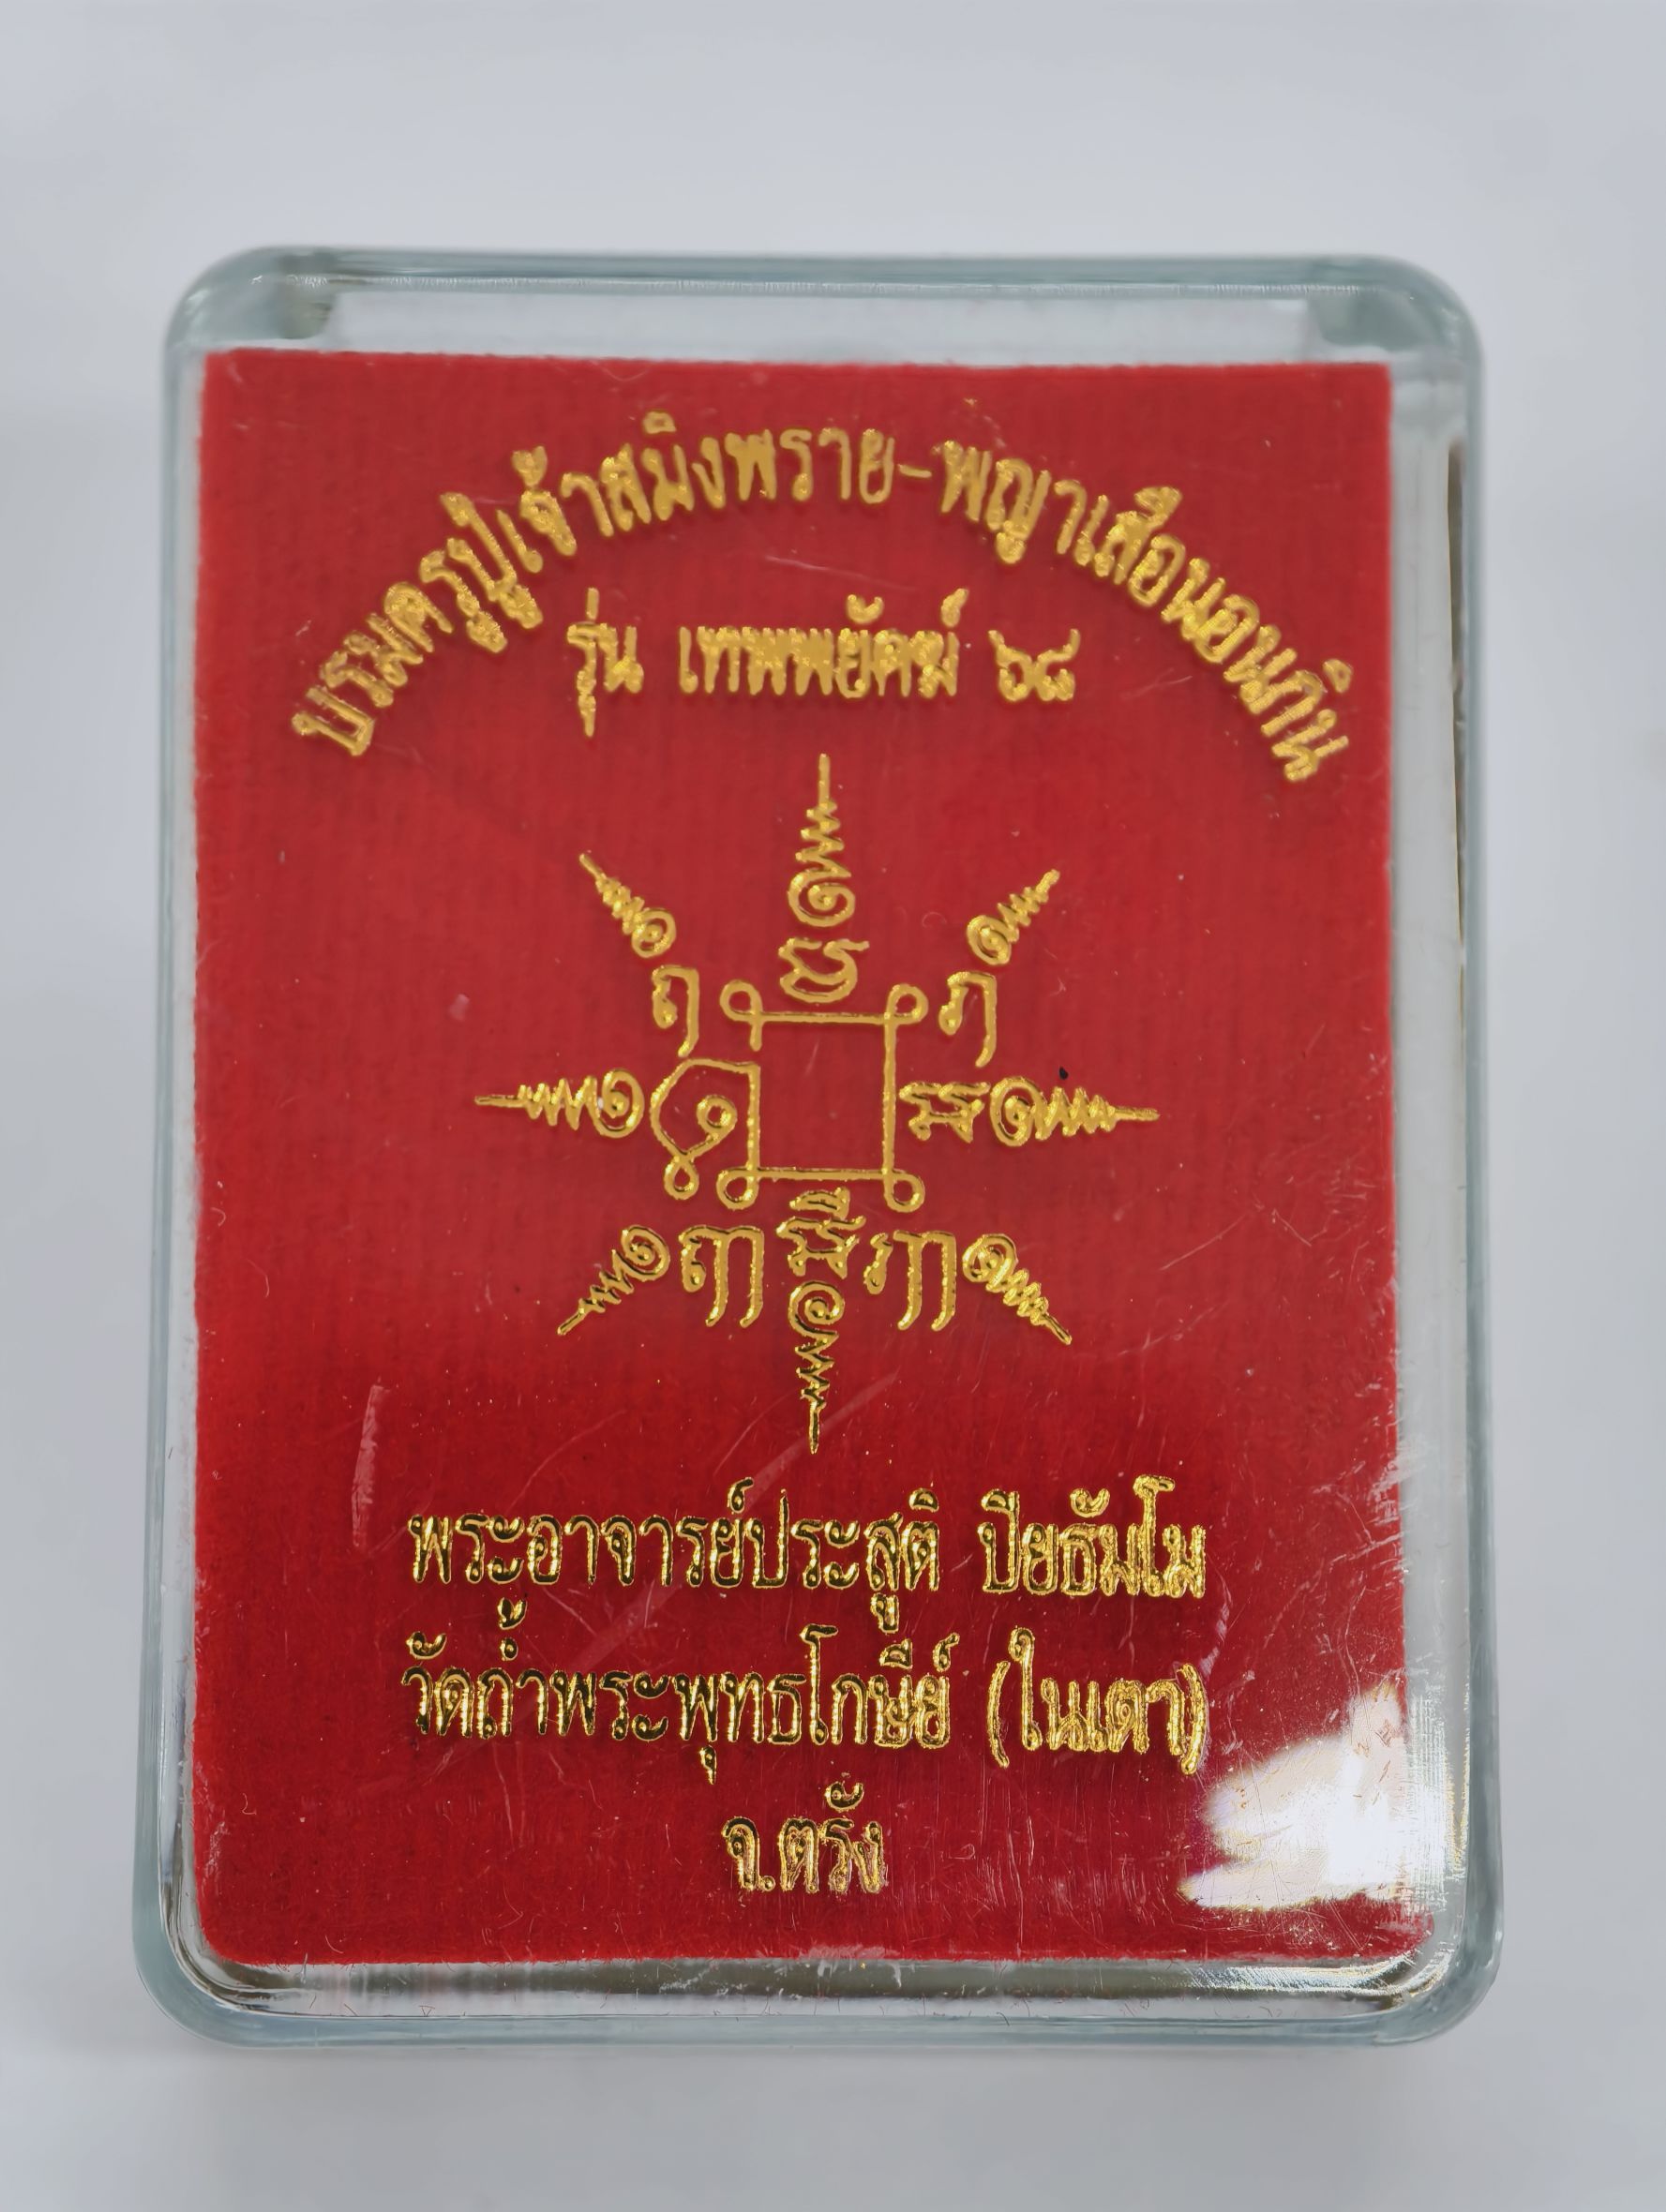 บรมครูปู่เจ้าสมิงพราย-พญาเสือนอนกิน
รุ่น เทพพยัคฆ์ ๖๘
พระอาจารย์ประสูติ ปิยธัมโม
วัดถ้ำพระพุทธโกษีย์ (ในเตา)
จ.ตรัง